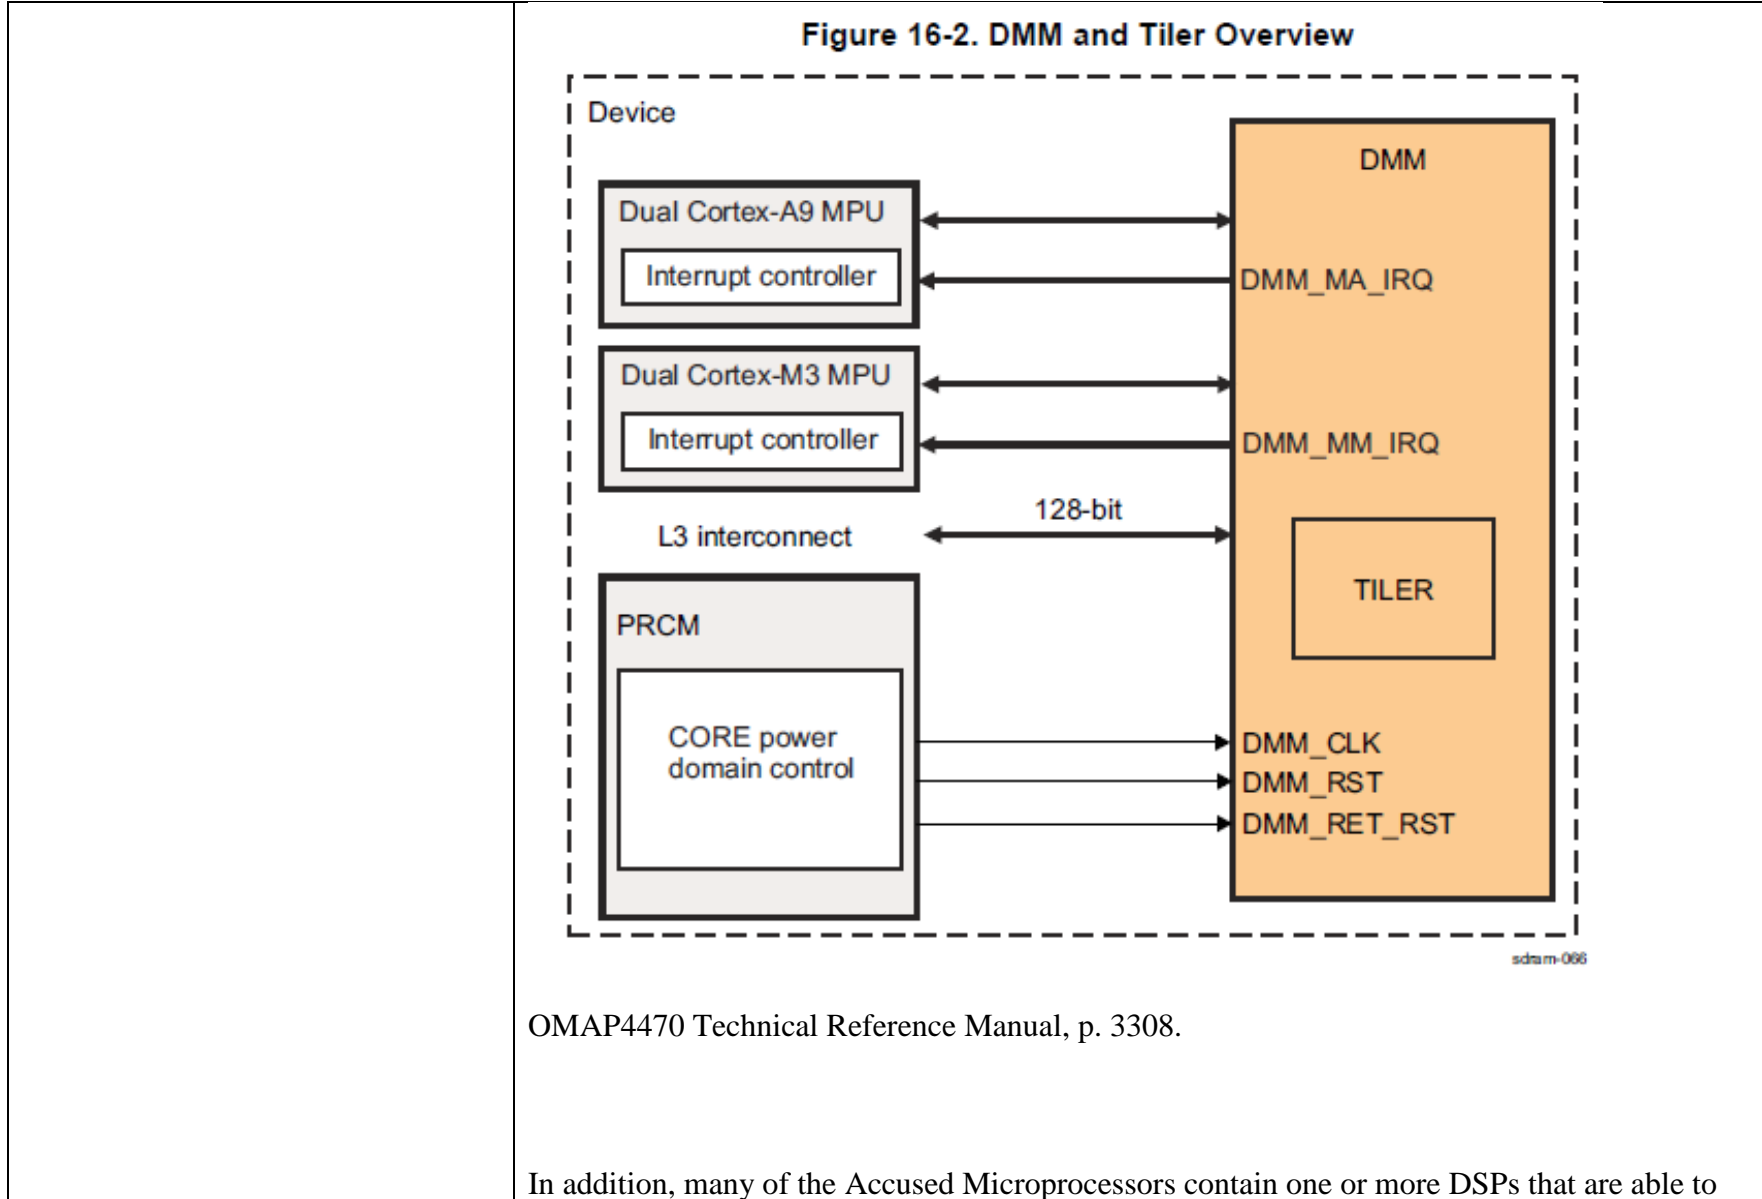 Figure 16-2. DMM and Tiler Overview
Device
DMM
Dual Cortex-A9 MPU
Interrupt controller
DMM_MA_IRQ
Dual Cortex-M3 MPU
Interrupt controller
DMM_MM_IRQ
128-bit
L3 interconnect
TILER
PRCM
CORE power
domain control
DMM_CLK
DMM_RST
DMM_RET_RST
sdram-066
OMAP4470 Technical Reference Manual, p. 3308.
In addition, many of the Accused Microprocessors contain one or more DSPs that are able to